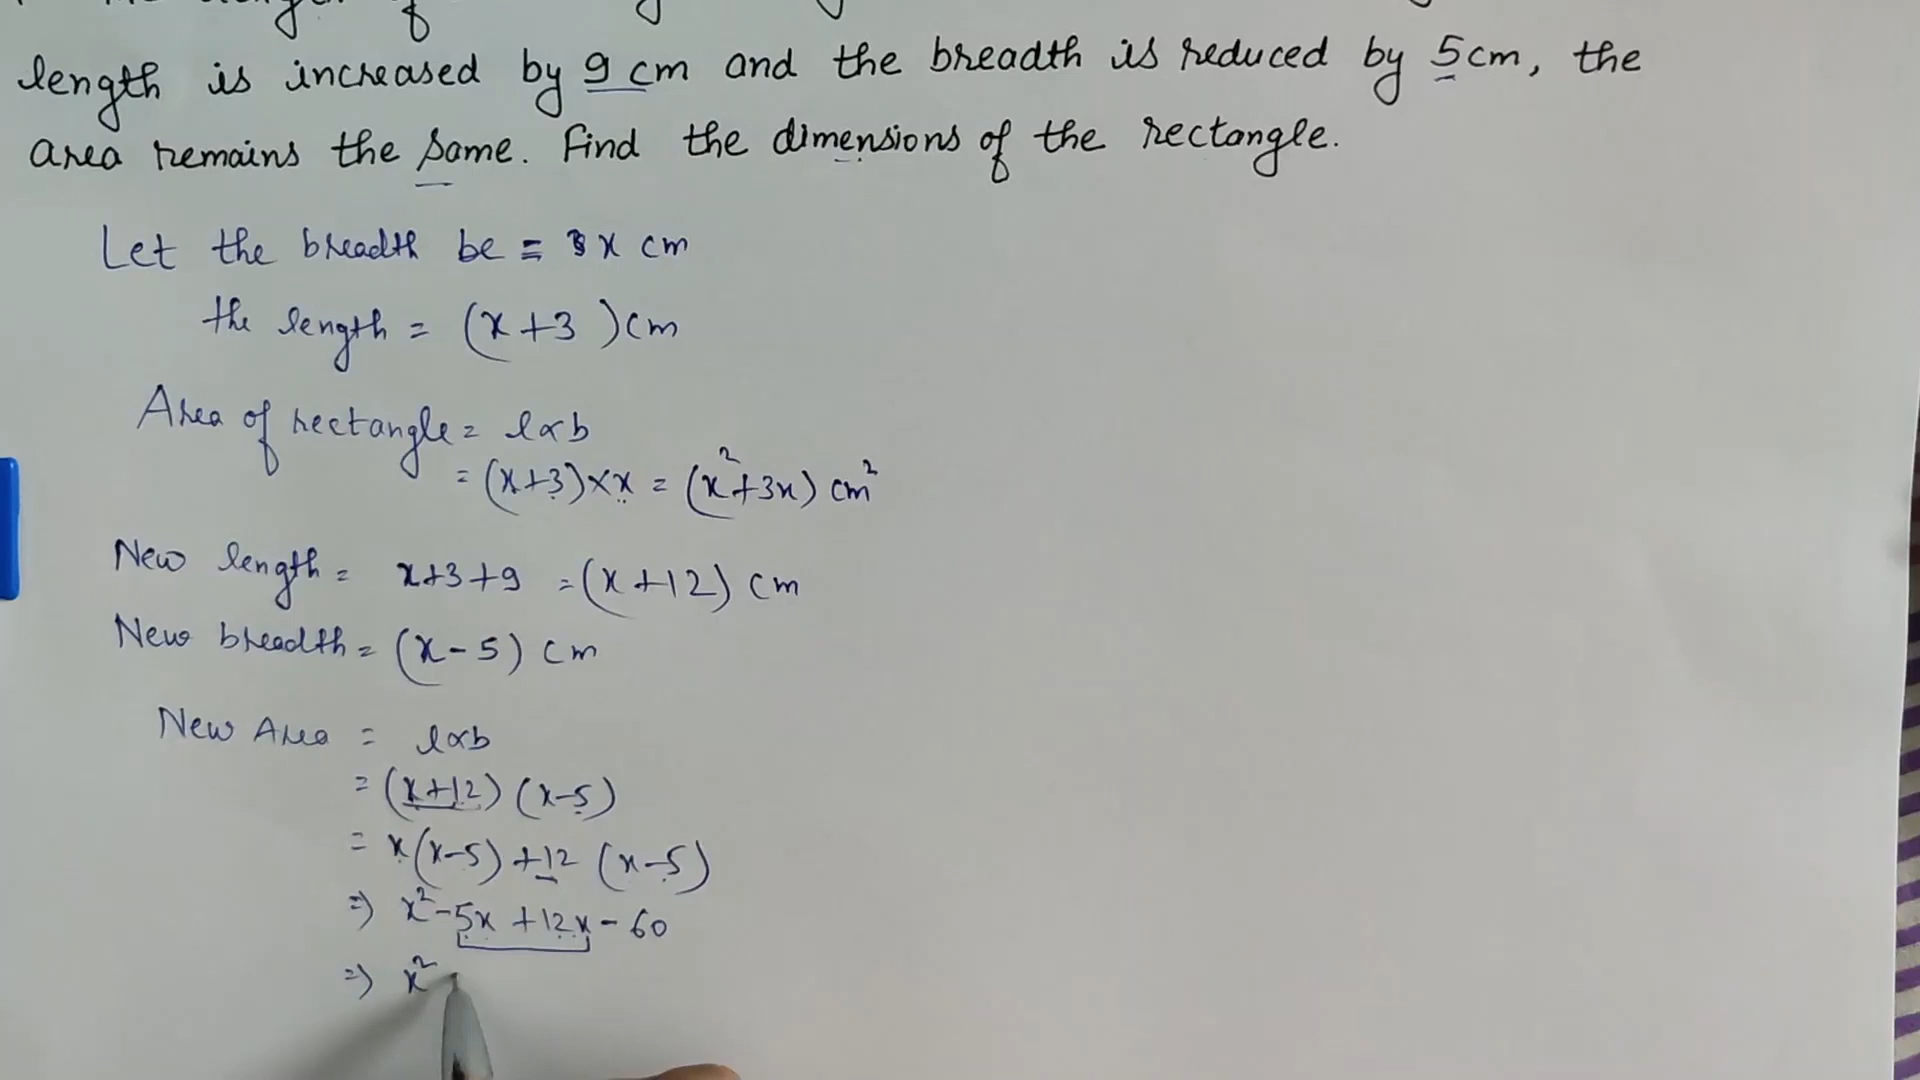 length is increased by 9 cm and the breadth is reduced by 5cm, the
area remains the same. Find the dimensions of the rectangle.
Let the breadth be = x cm
the length = (x+3 )cm
Area of rectangle = l×b
= (x+3)×x = (x²+3x) cm²
New length = x+3+9 = (x+12) cm
New breadth = (x-5) cm
New Area = l×b
= (x+12) (x-5)
= x(x-5) +12 (x-5)
⇒ x²-5x +12x - 60
⇒ x²